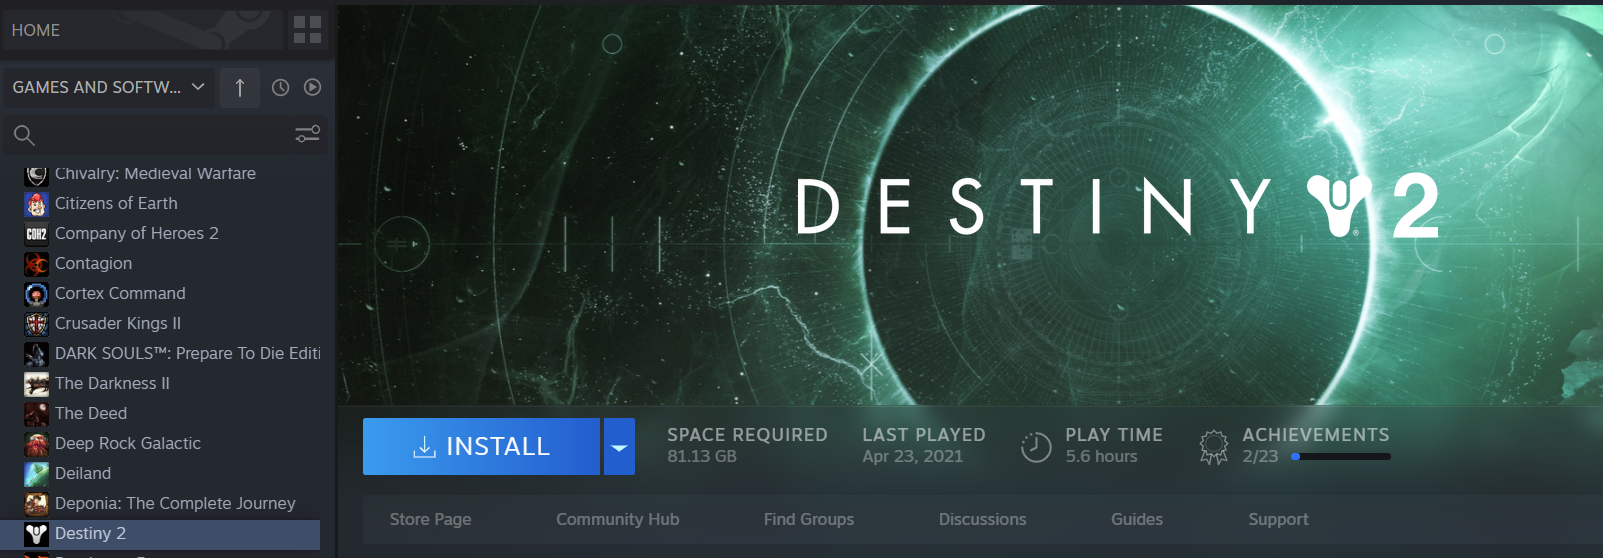 HOME
GAMES AND SOFTW...
Chivalry: Medieval Warfare
Citizens of Earth
COH2
Company of Heroes 2
Contagion
Cortex Command
Crusader Kings II
DARK SOULS™: Prepare To Die Editi
The Darkness II
The Deed
Deep Rock Galactic
Deiland
Deponia: The Complete Journey
Destiny 2
DESTINY 2
INSTALL
SPACE REQUIRED
81.13 GB
LAST PLAYED
Apr 23, 2021
PLAY TIME
5.6 hours
ACHIEVEMENTS
2/23
Store Page
Community Hub
Find Groups
Discussions
Guides
Support